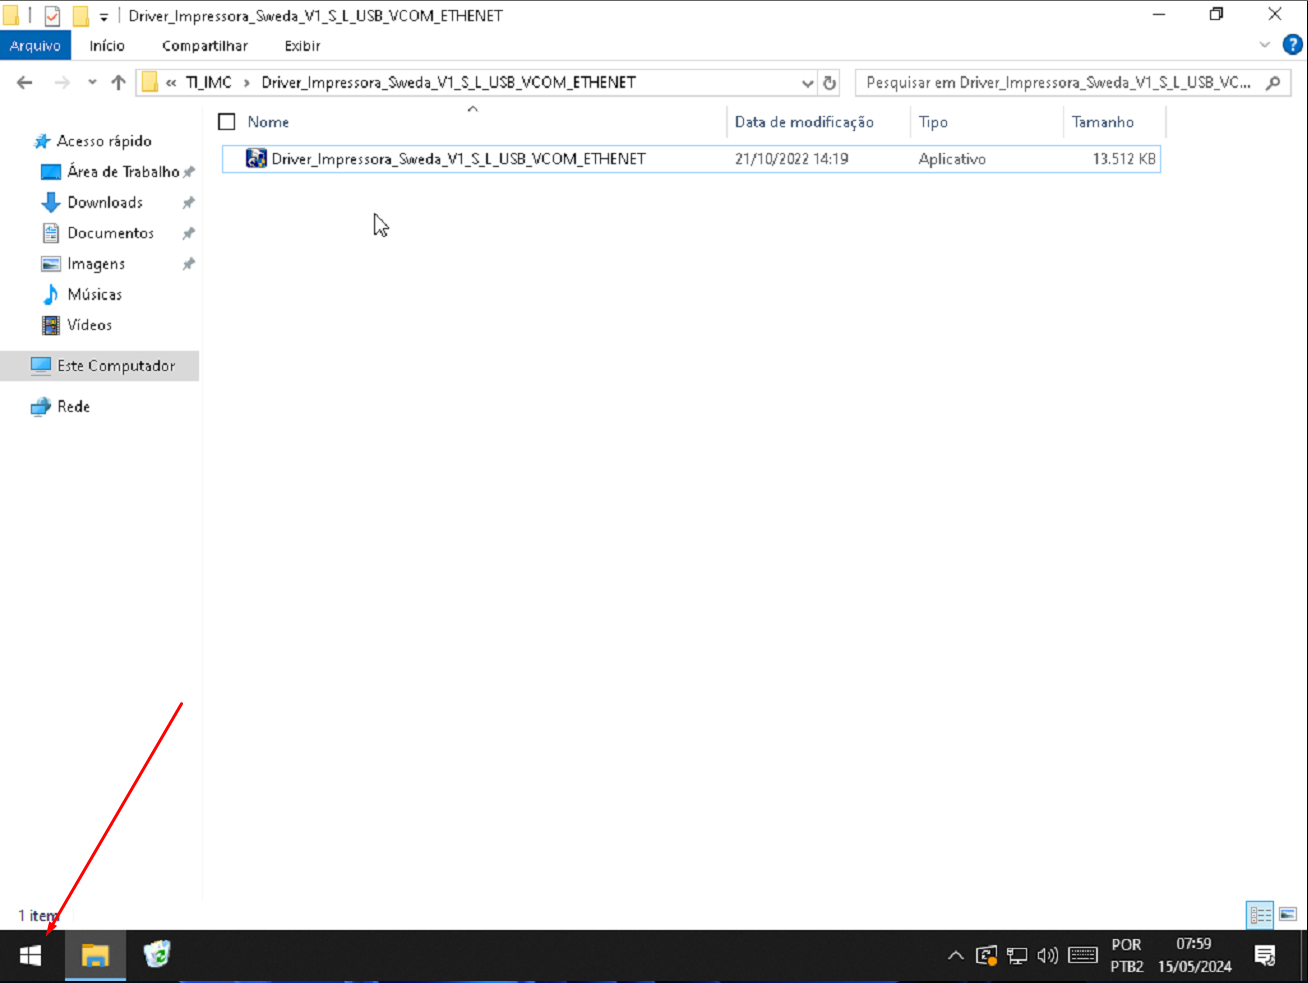 Driver_Impressora_Sweda_V1_S_L_USB_VCOM_ETHENET
Arquivo Início Compartilhar Exibir
« TI_IMC > Driver_Impressora_Sweda_V1_S_L_USB_VCOM_ETHENET Pesquisar em Driver_Impressora_Sweda_V1_S_L_USB_VC...
Nome Data de modificação Tipo Tamanho
Driver_Impressora_Sweda_V1_S_L_USB_VCOM_ETHENET 21/10/2022 14:19 Aplicativo 13.512 KB
Acesso rápido
Área de Trabalho
Downloads
Documentos
Imagens
Músicas
Vídeos
Este Computador
Rede
1 item
POR 07:59
PTB2 15/05/2024